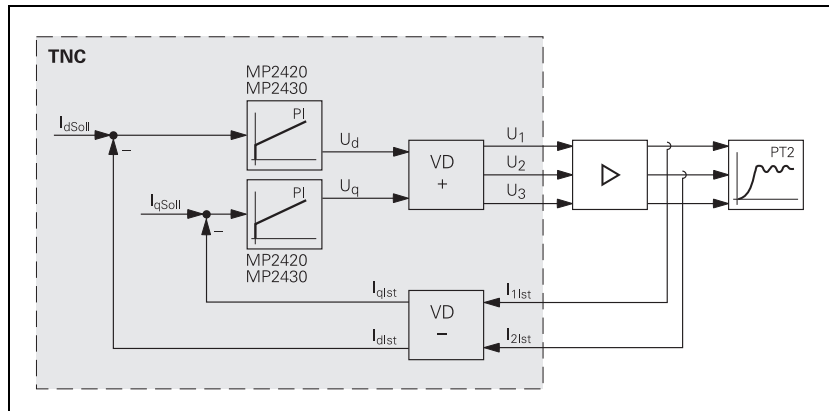 TNC
MP2420
MP2430
PI
IdSoll
–
Ud
U1
VD
+
U2
U3
PT2
PI
IqSoll
–
Uq
MP2420
MP2430
IqIst
I1Ist
VD
–
IdIst
I2Ist